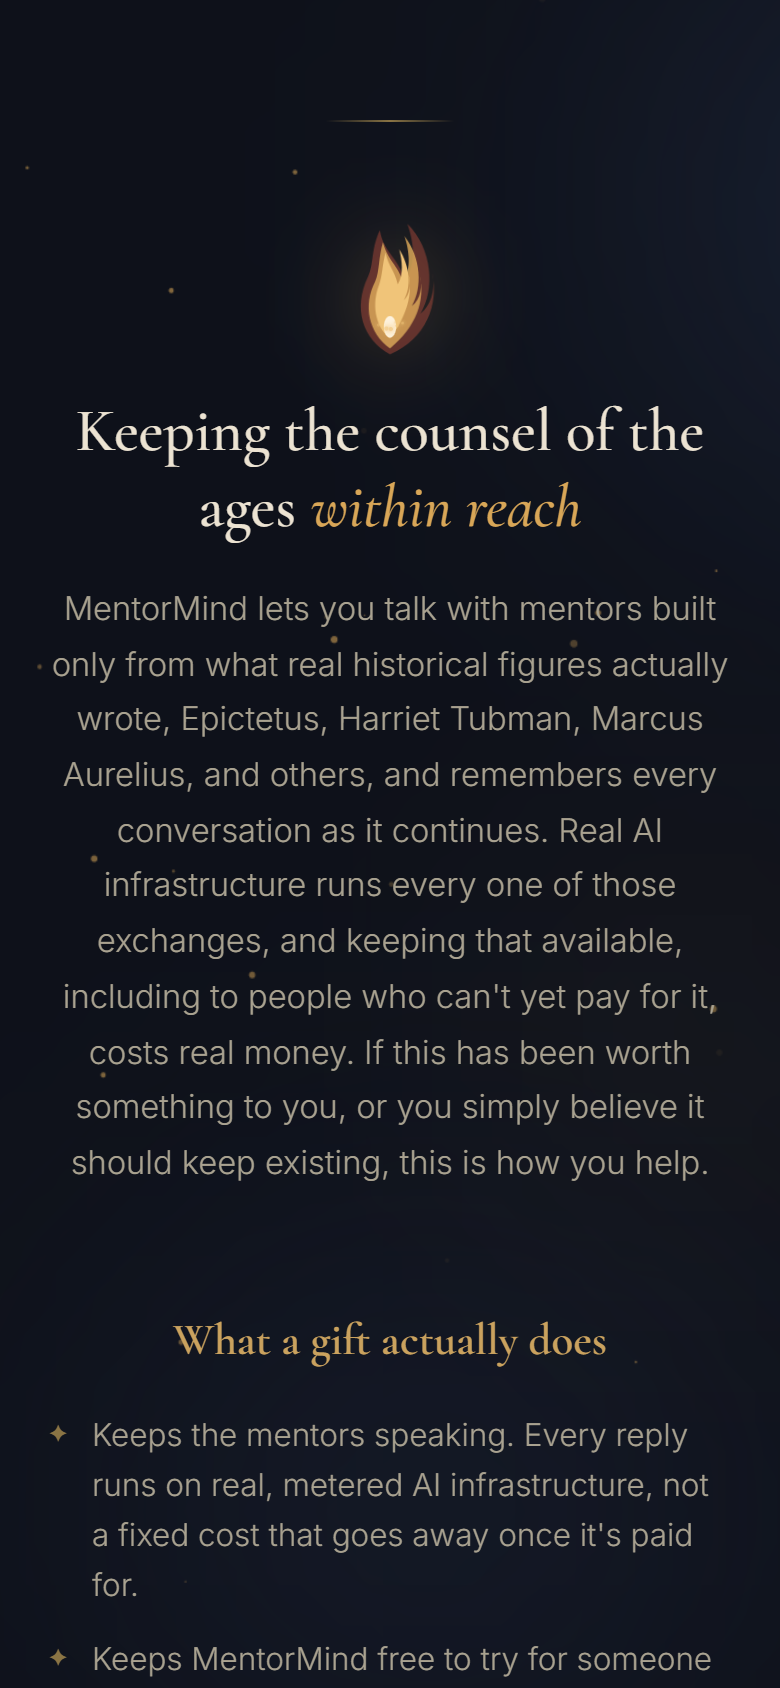 Keeping the counsel of the
ages within reach
MentorMind lets you talk with mentors built
only from what real historical figures actually
wrote, Epictetus, Harriet Tubman, Marcus
Aurelius, and others, and remembers every
conversation as it continues. Real AI
infrastructure runs every one of those
exchanges, and keeping that available,
including to people who can't yet pay for it,
costs real money. If this has been worth
something to you, or you simply believe it
should keep existing, this is how you help.
What a gift actually does
✦ Keeps the mentors speaking. Every reply
runs on real, metered AI infrastructure, not
a fixed cost that goes away once it's paid
for.
✦ Keeps MentorMind free to try for someone